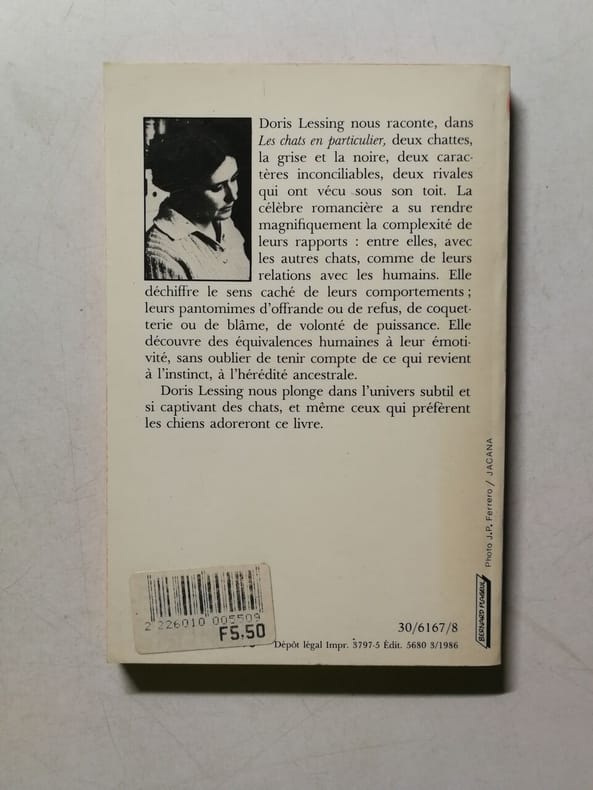 Doris Lessing nous raconte, dans
Les chats en particulier, deux chattes,
la grise et la noire, deux carac-
tères inconciliables, deux rivales
qui ont vécu sous son toit. La
célèbre romancière a su rendre
magnifiquement la complexité de
leurs rapports : entre elles, avec
les autres chats, comme de leurs
relations avec les humains. Elle
déchiffre le sens caché de leurs comportements ;
leurs pantomimes d'offrande ou de refus, de coquet-
terie ou de blâme, de volonté de puissance. Elle
découvre des équivalences humaines à leur émoti-
vité, sans oublier de tenir compte de ce qui revient
à l'instinct, à l'hérédité ancestrale.
Doris Lessing nous plonge dans l'univers subtil et
si captivant des chats, et même ceux qui préfèrent
les chiens adoreront ce livre.
Photo J.P. Ferrero / JACANA
2 226010 005509
F5,50
30/6167/8
Dépôt légal Impr. 3797-5 Édit. 5680 3/1986
BERNARD